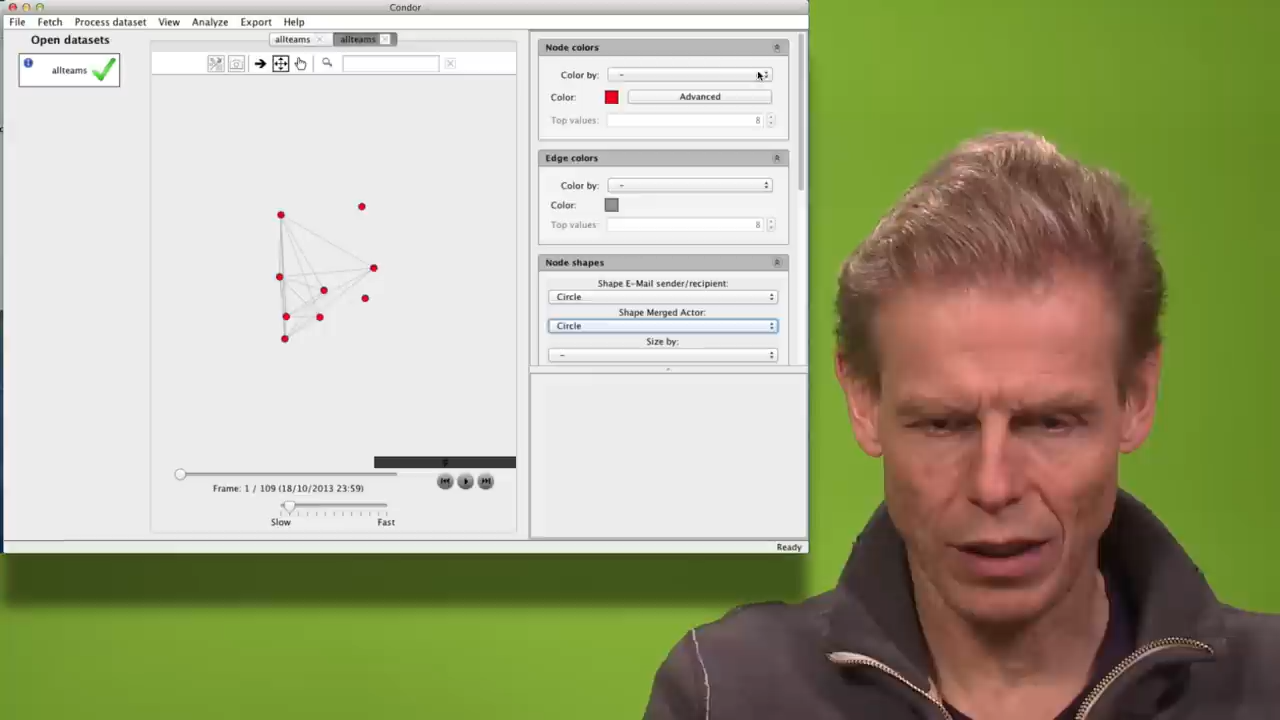 Condor
File Fetch Process dataset View Analyze Export Help
Open datasets
allteams
allteams allteams
Node colors
Color by: -
Color: Advanced
Top values: 8
Edge colors
Color by: -
Color:
Top values: 8
Node shapes
Shape E-Mail sender/recipient:
Circle
Shape Merged Actor:
Circle
Size by:
-
Frame: 1 / 109 (18/10/2013 23:59)
Slow Fast
Ready